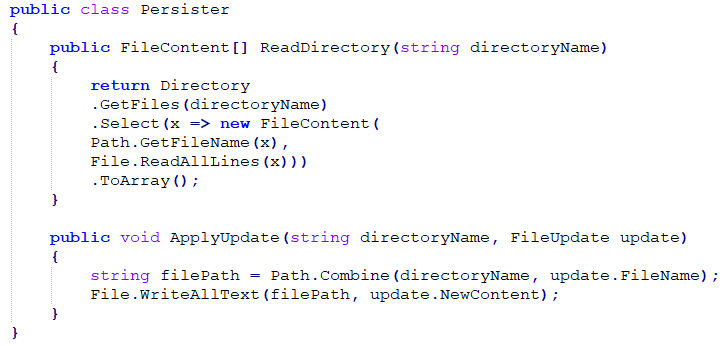 public class Persister
{
public FileContent[] ReadDirectory(string directoryName)
{
return Directory
.GetFiles(directoryName)
.Select(x => new FileContent(
Path.GetFileName(x),
File.ReadAllLines(x)))
.ToArray();
}
public void ApplyUpdate(string directoryName, FileUpdate update)
{
string filePath = Path.Combine(directoryName, update.FileName);
File.WriteAllText(filePath, update.NewContent);
}
}